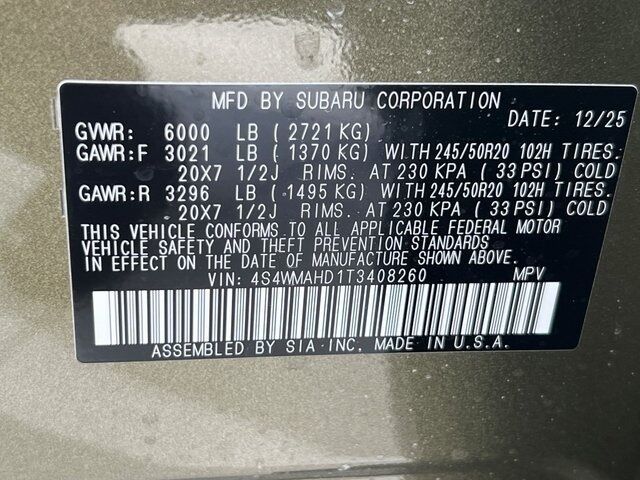 MFD BY SUBARU CORPORATION DATE: 12/25
GVWR: 6000 LB ( 2721 KG)
GAWR:F 3021 LB ( 1370 KG) WITH 245/50R20 102H TIRES.
20X7 1/2J RIMS. AT 230 KPA ( 33 PSI) COLD
GAWR:R 3296 LB ( 1495 KG) WITH 245/50R20 102H TIRES.
20X7 1/2J RIMS. AT 230 KPA ( 33 PSI) COLD
THIS VEHICLE CONFORMS TO ALL APPLICABLE FEDERAL MOTOR
VEHICLE SAFETY AND THEFT PREVENTION STANDARDS
IN EFFECT ON THE DATE OF MANUFACTURE SHOWN ABOVE.
VIN: 4S4WMAHD1T3408260 MPV
ASSEMBLED BY SIA-INC. MADE IN U.S.A.